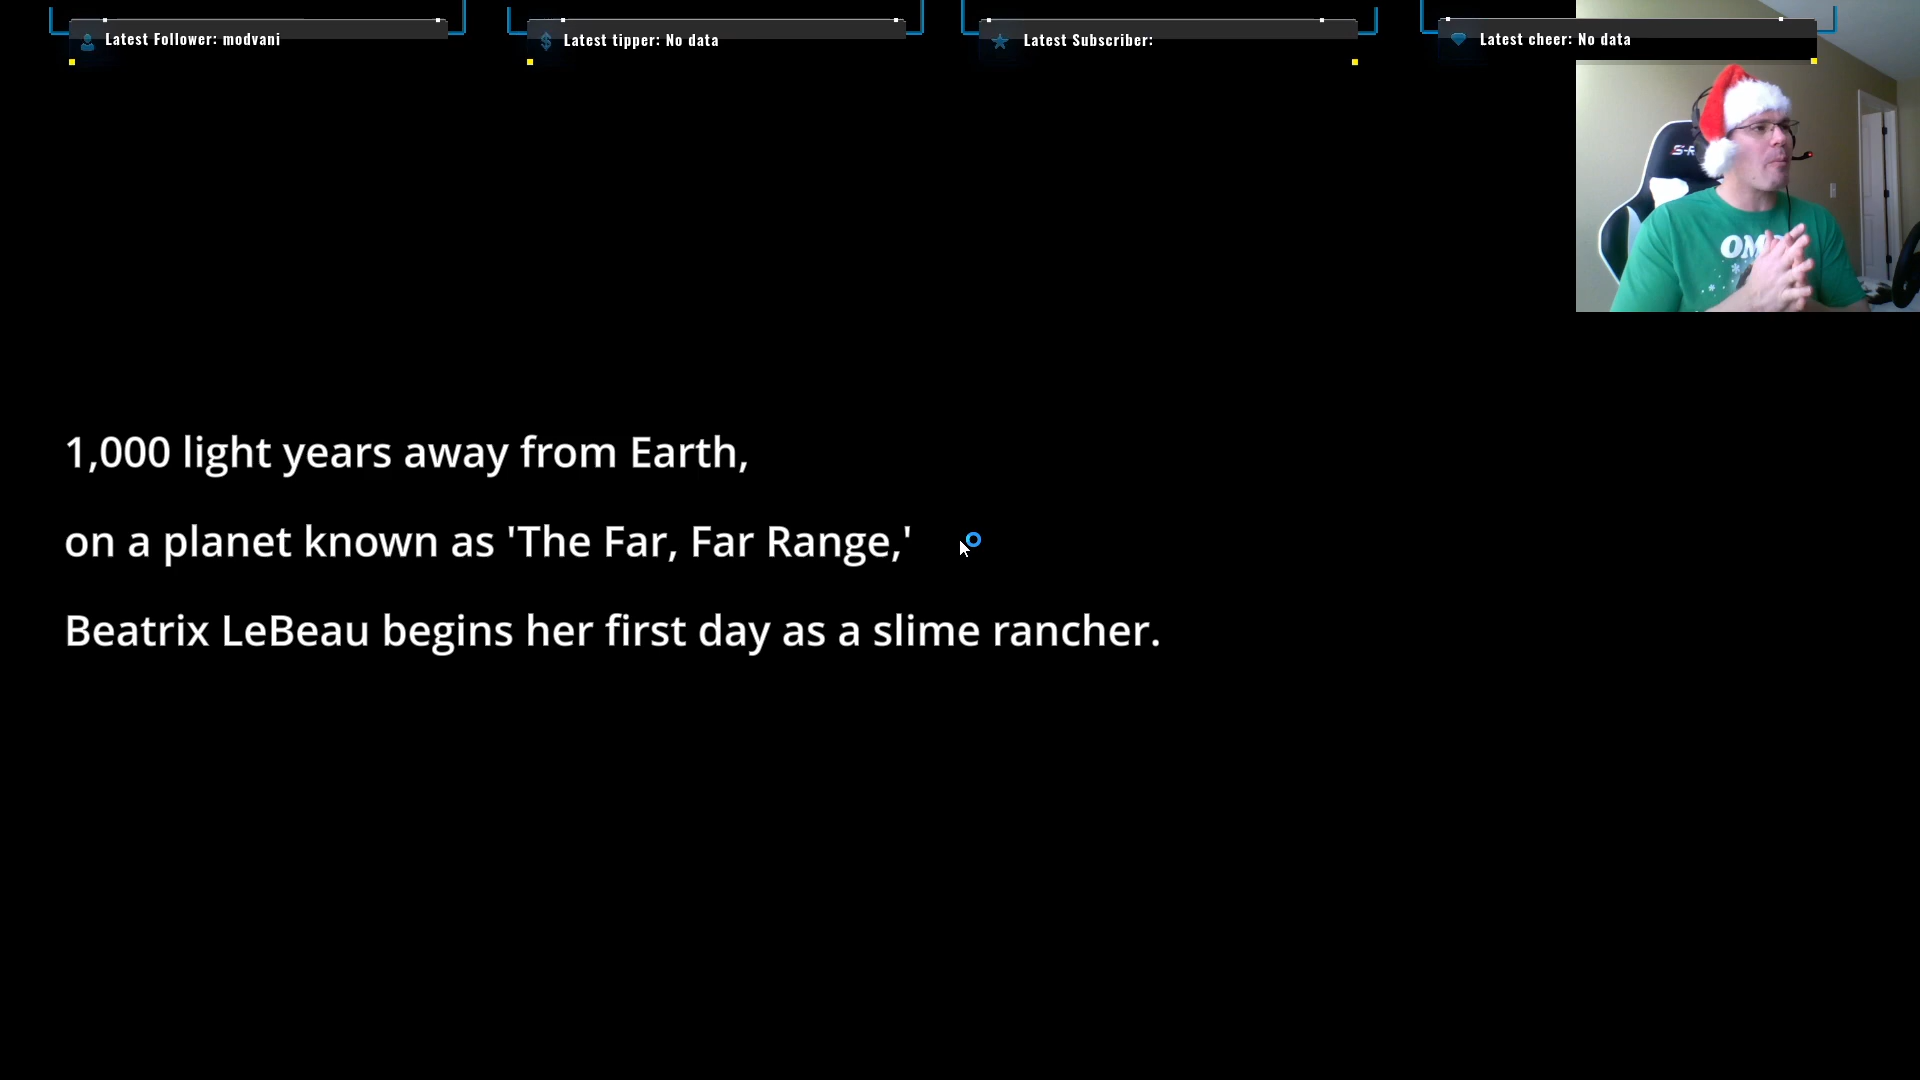 Latest Follower: modvani
Latest tipper: No data
Latest Subscriber:
Latest cheer: No data
1,000 light years away from Earth,
on a planet known as 'The Far, Far Range,'
Beatrix LeBeau begins her first day as a slime rancher.